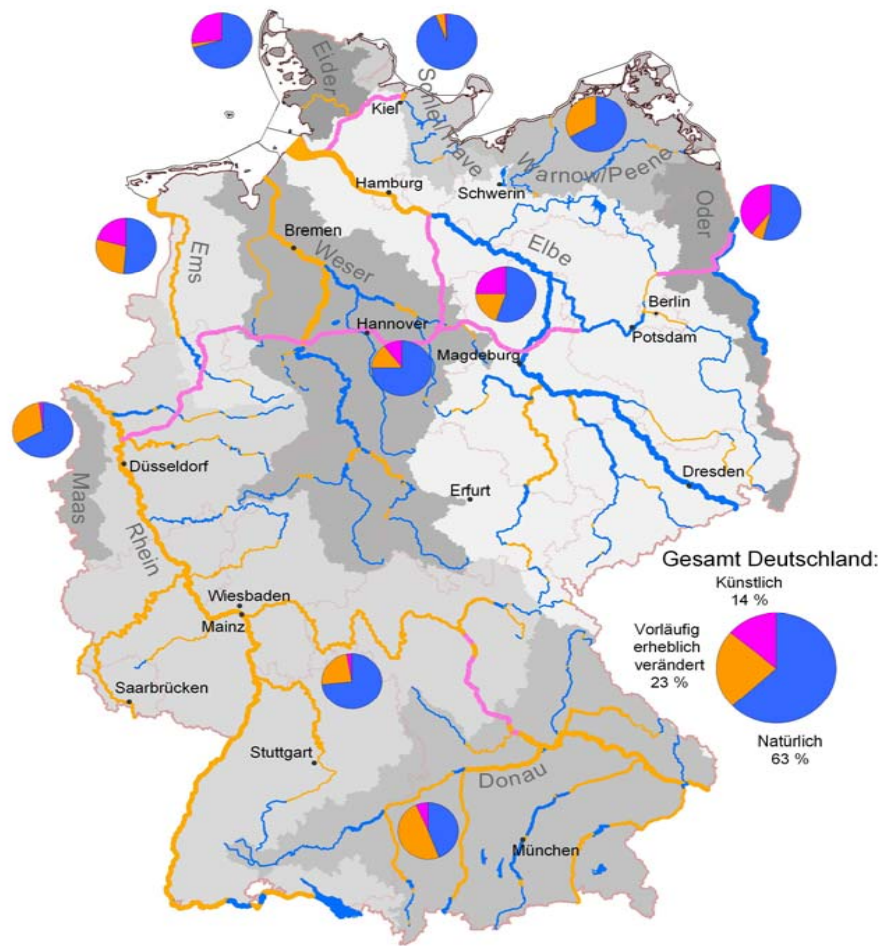 Eider
Schlei/Trave
Kiel
Warnow/Peene
Hamburg
Schwerin
Oder
Ems
Bremen
Weser
Elbe
Berlin
Hannover
Potsdam
Magdeburg
Maas
Düsseldorf
Dresden
Erfurt
Rhein
Gesamt Deutschland:
Künstlich
14 %
Wiesbaden
Mainz
Vorläufig
erheblich
verändert
23 %
Saarbrücken
Natürlich
63 %
Stuttgart
Donau
München